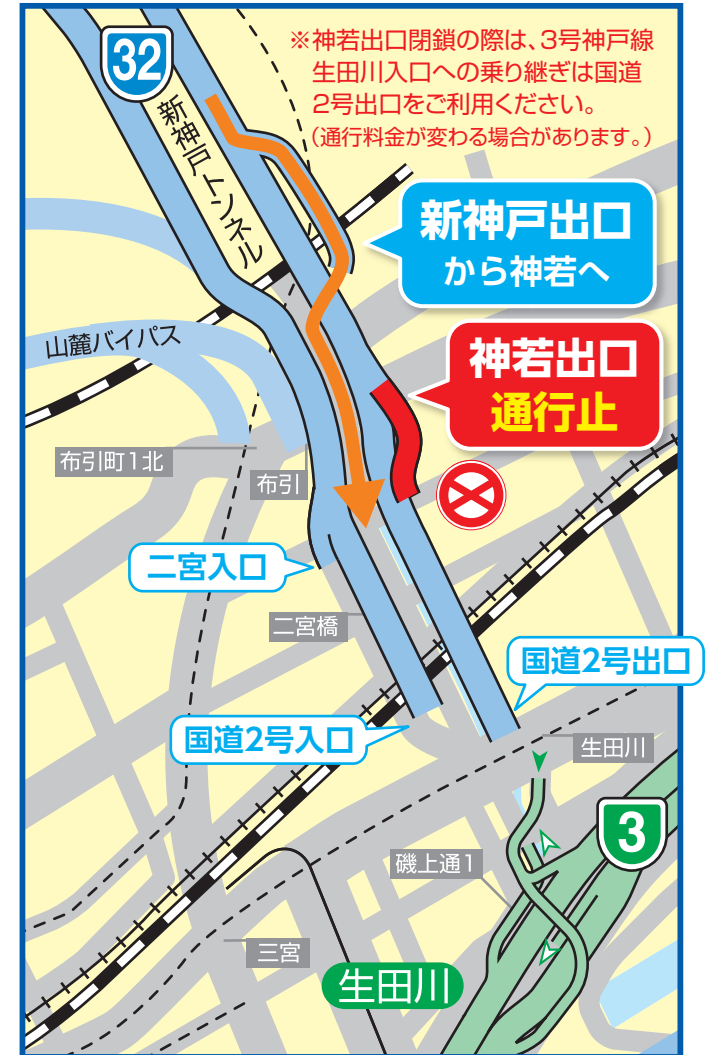 32
※神若出口閉鎖の際は、3号神戸線
生田川入口への乗り継ぎは国道
2号出口をご利用ください。
(通行料金が変わる場合があります。)
新神戸トンネル
新神戸出口
から神若へ
山麓バイパス
神若出口
通行止
布引町1北
布引
二宮入口
二宮橋
国道2号出口
国道2号入口
生田川
3
磯上通1
三宮
生田川